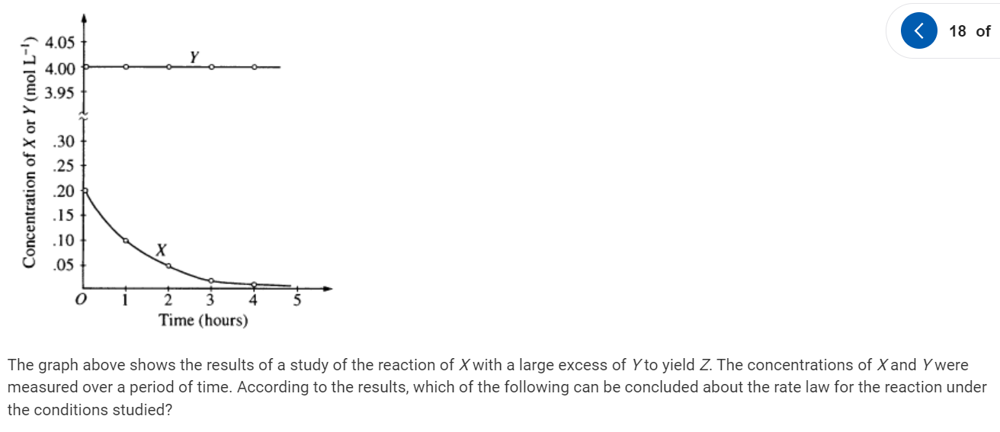 18 of
Concentration of X or Y (mol L⁻¹)
4.05
4.00
3.95
.30
.25
.20
.15
.10
.05
Y
X
O 1 2 3 4 5
Time (hours)
The graph above shows the results of a study of the reaction of X with a large excess of Y to yield Z. The concentrations of X and Y were
measured over a period of time. According to the results, which of the following can be concluded about the rate law for the reaction under
the conditions studied?